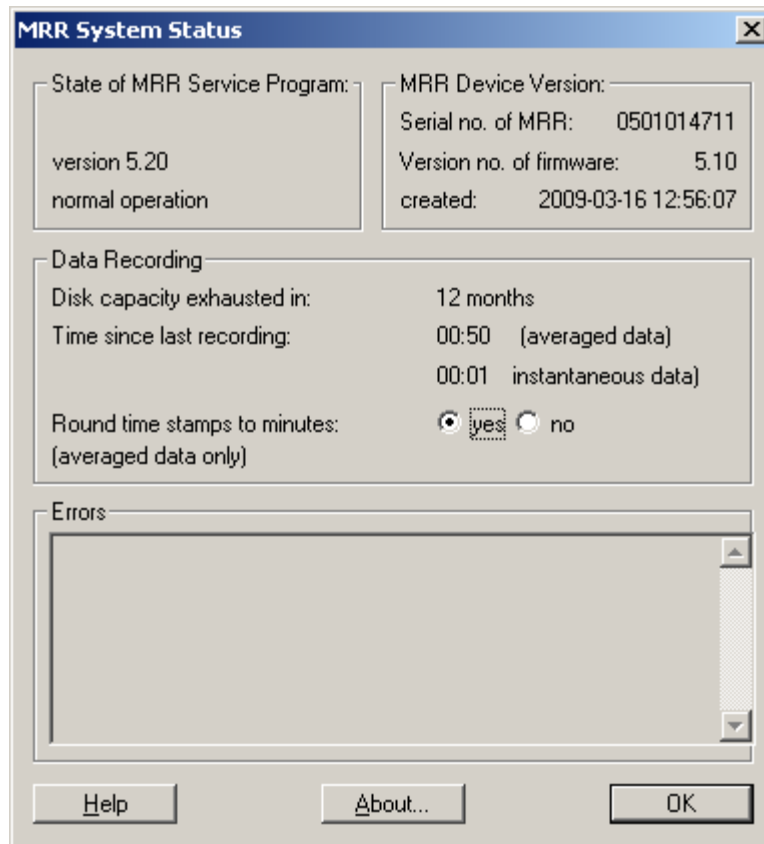 MRR System Status
State of MRR Service Program:
version 5.20
normal operation
MRR Device Version:
Serial no. of MRR: 0501014711
Version no. of firmware: 5.10
created: 2009-03-16 12:56:07
Data Recording
Disk capacity exhausted in: 12 months
Time since last recording: 00:50 (averaged data)
00:01 instantaneous data)
Round time stamps to minutes: yes no
(averaged data only)
Errors
Help About... OK